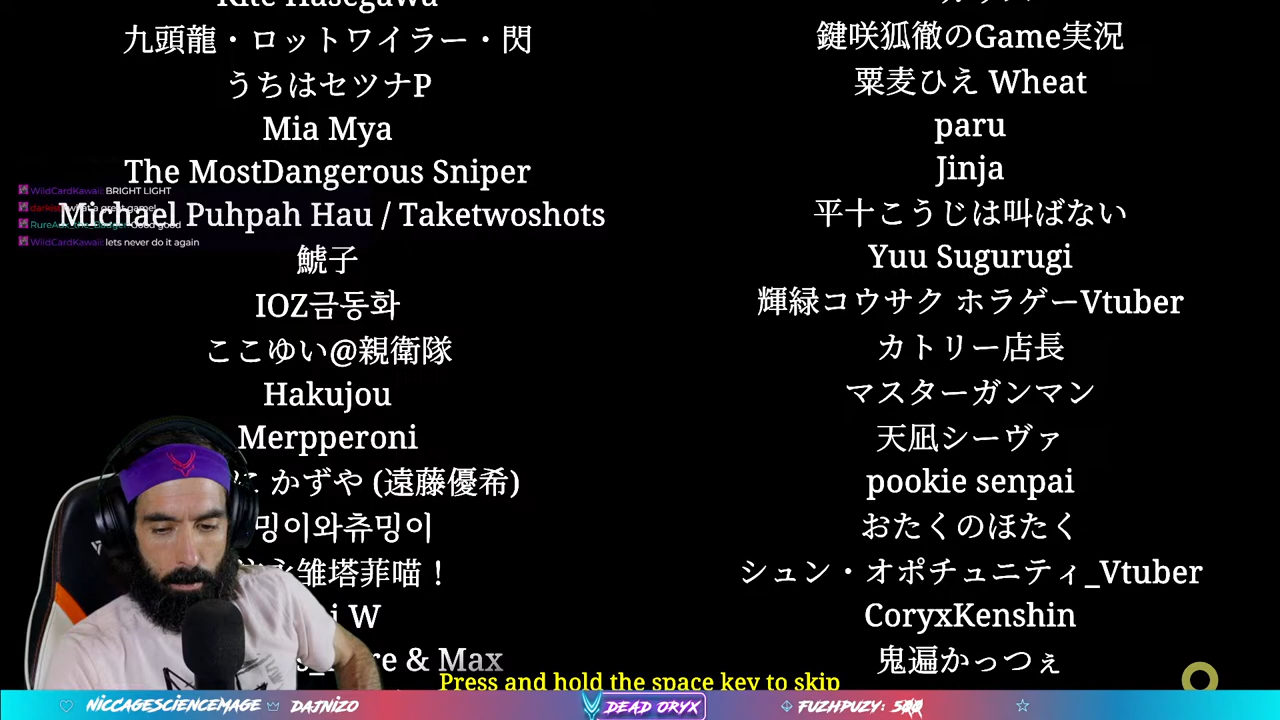 Kite Hasegawa
九頭龍・ロットワイラー・閃
うちはセツナP
Mia Mya
The MostDangerous Sniper
Michael Puhpah Hau / Taketwoshots
鯱子
IOZ금동화
ここゆい@親衛隊
Hakujou
Merpperoni
かずや (遠藤優希)
밍이와츄밍이
雏塔菲喵！
W
& Max
鍵咲狐徹のGame実況
粟麦ひえ Wheat
paru
Jinja
平十こうじは叫ばない
Yuu Sugurugi
輝緑コウサク ホラゲーVtuber
カトリー店長
マスターガンマン
天凪シーヴァ
pookie senpai
おたくのほたく
シュン・オポチュニティ_Vtuber
CoryxKenshin
鬼遍かっつぇ
WildCardKawaii: BRIGHT LIGHT
what a great game!
good
WildCardKawaii: lets never do it again
Press and hold the space key to skip
NICCAGESCIENCEMAGE
DAJNIZO
DEAD ORYX
FUZHPUZY: 500